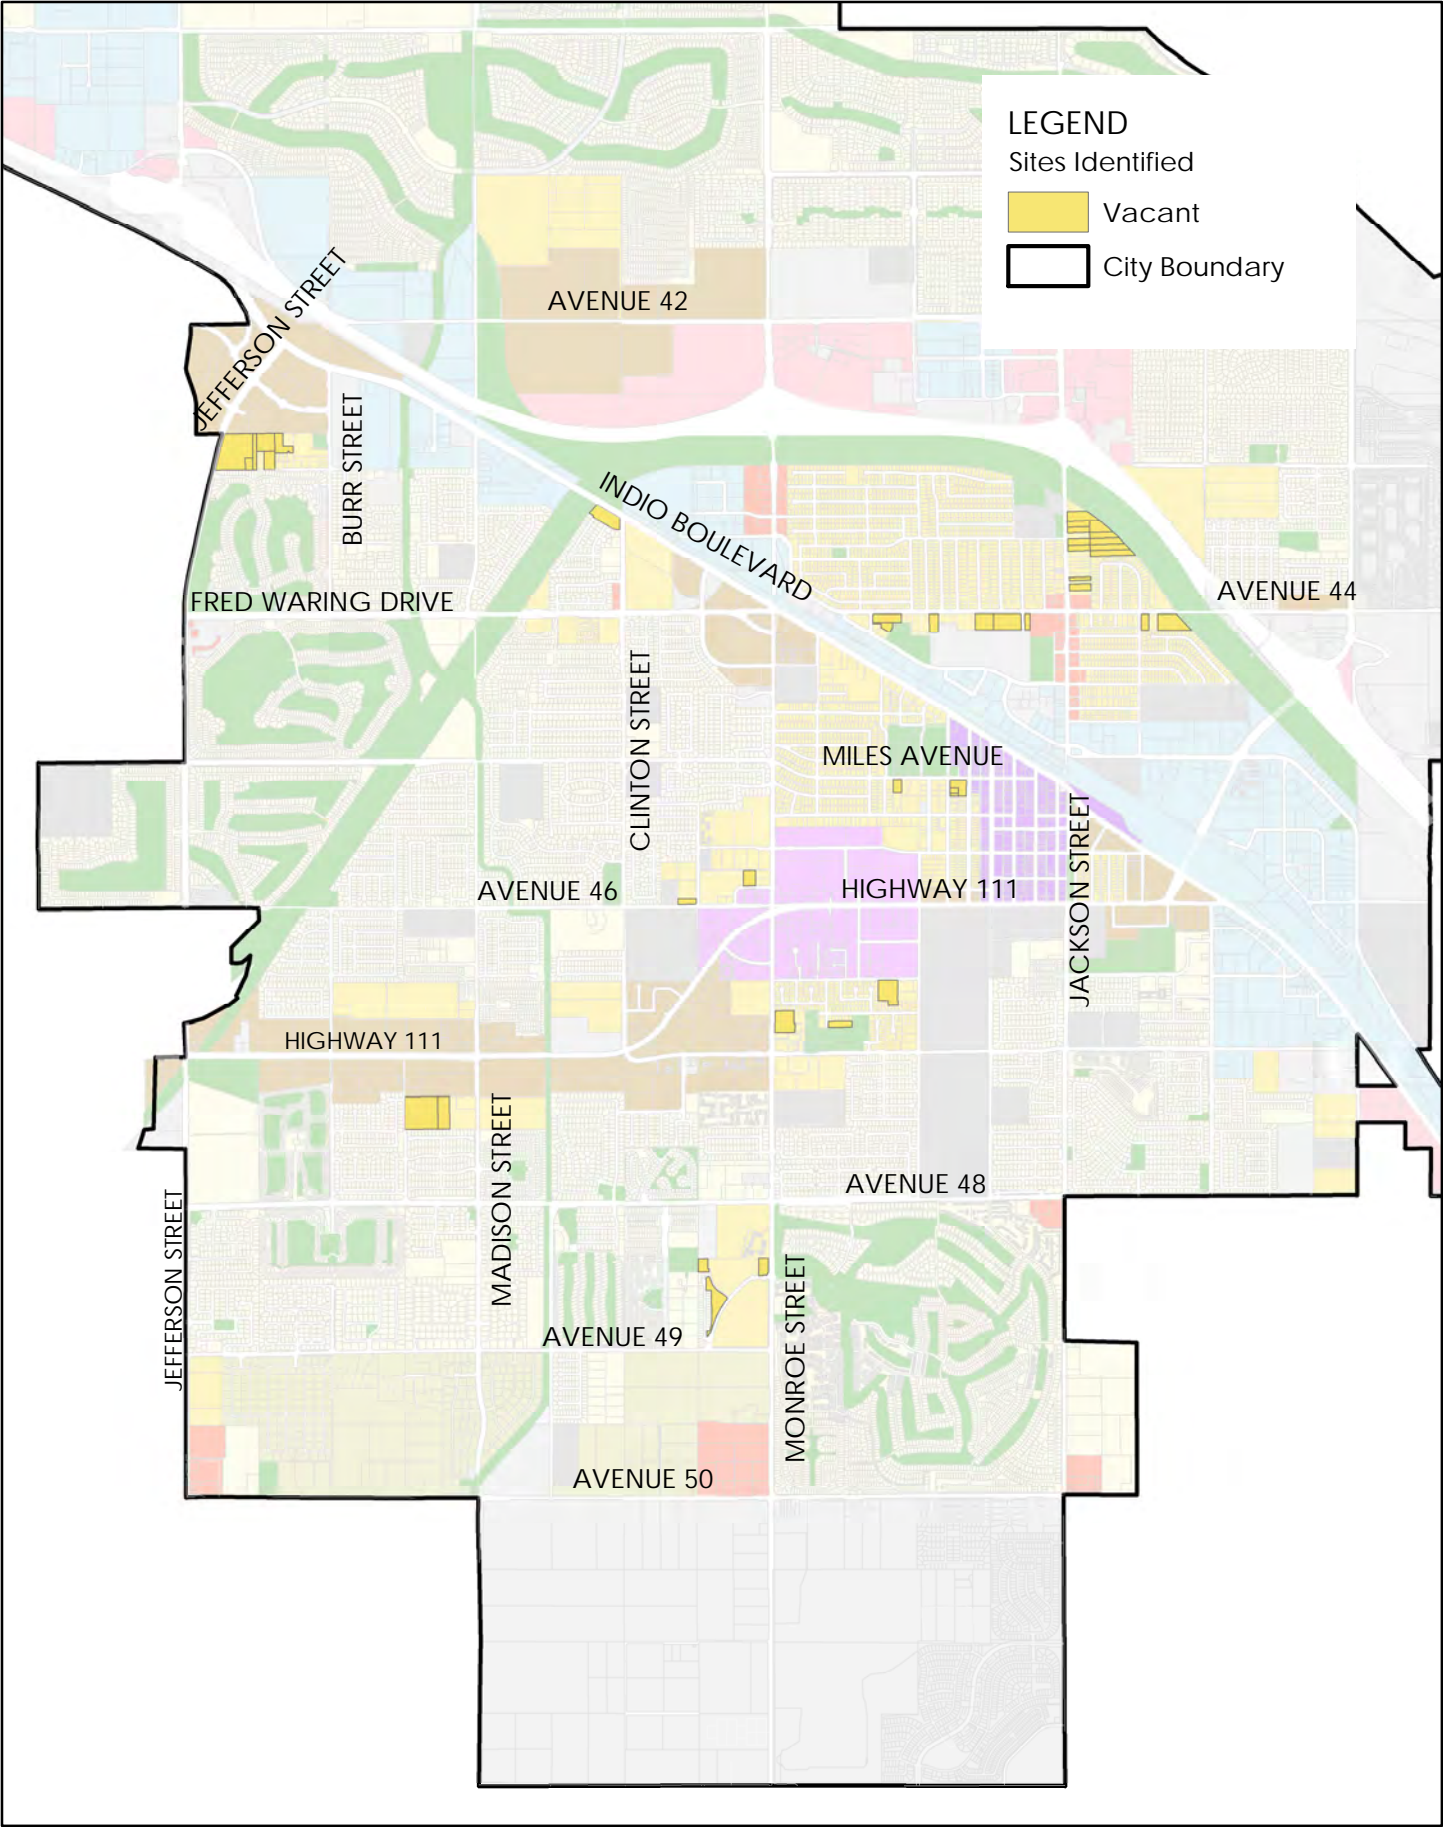 LEGEND
Sites Identified
Vacant
City Boundary
JEFFERSON STREET
AVENUE 42
BURR STREET
INDIO BOULEVARD
FRED WARING DRIVE
AVENUE 44
CLINTON STREET
MILES AVENUE
JACKSON STREET
AVENUE 46
HIGHWAY 111
HIGHWAY 111
MADISON STREET
AVENUE 48
JEFFERSON STREET
MONROE STREET
AVENUE 49
AVENUE 50